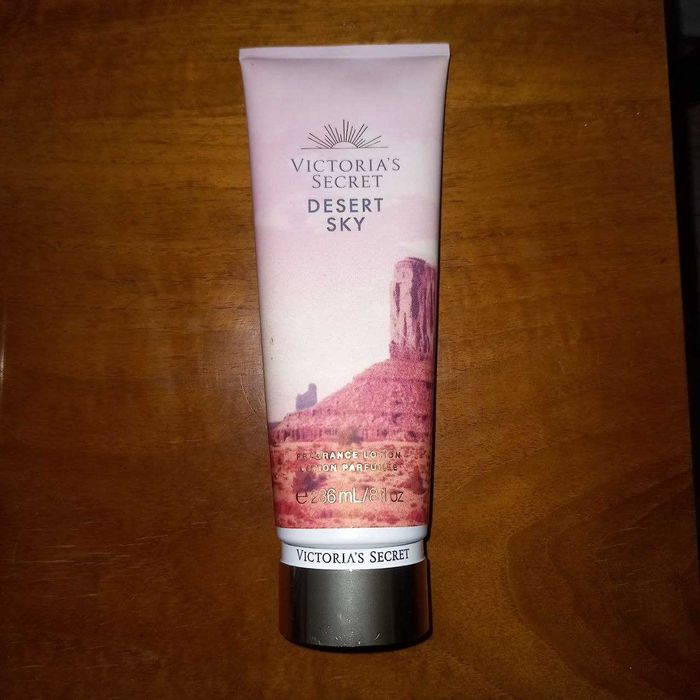 VICTORIA'S
SECRET
DESERT
SKY
FRAGRANCE LOTION
LOTION PARFUMÉE
℮ 236 mL/8 fl oz
VICTORIA'S SECRET